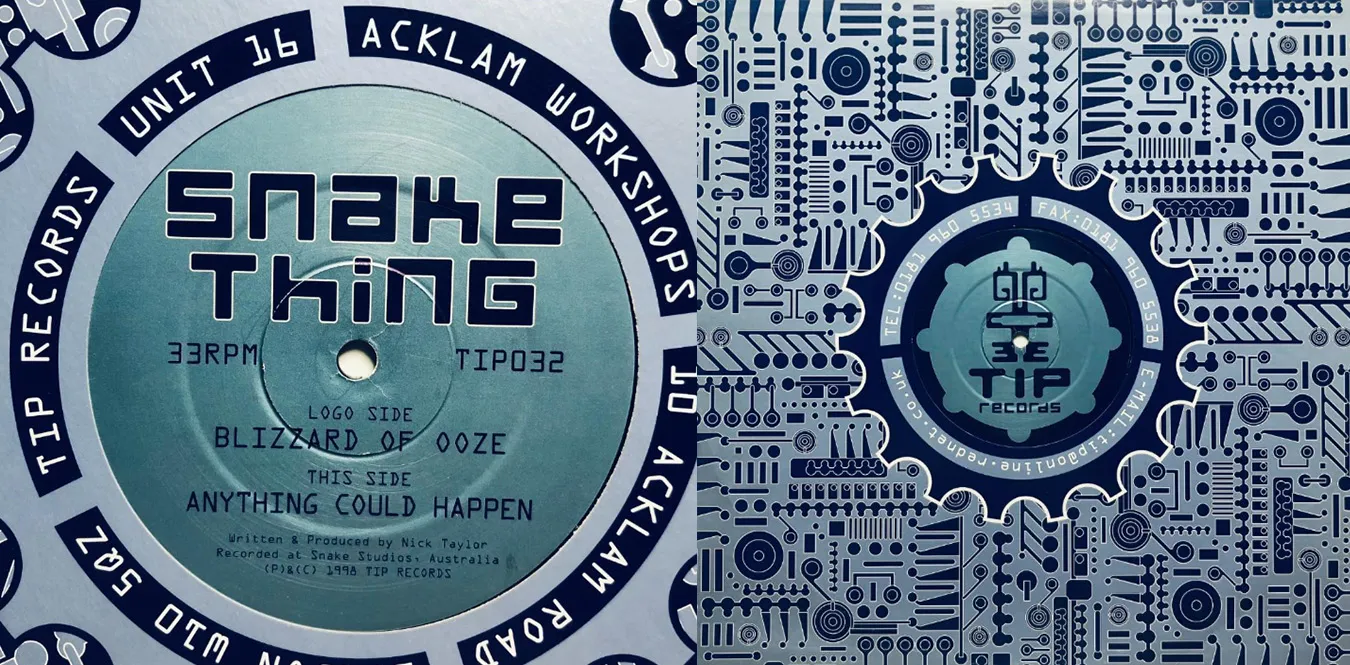 TIP RECORDS
UNIT 16
ACKLAM WORKSHOPS
10 ACKLAM ROAD
W10 5QZ
snake
Thing
33RPM
TIP032
LOGO SIDE
BLIZZARD OF OOZE
THIS SIDE
ANYTHING COULD HAPPEN
Written & Produced by Nick Taylor
Recorded at Snake Studios, Australia
(P)&(C) 1998 TIP RECORDS
TEL:0181 960 5534
FAX:0181 960 5538
E-MAIL:tip@online.rednet.co.uk
TIP
records